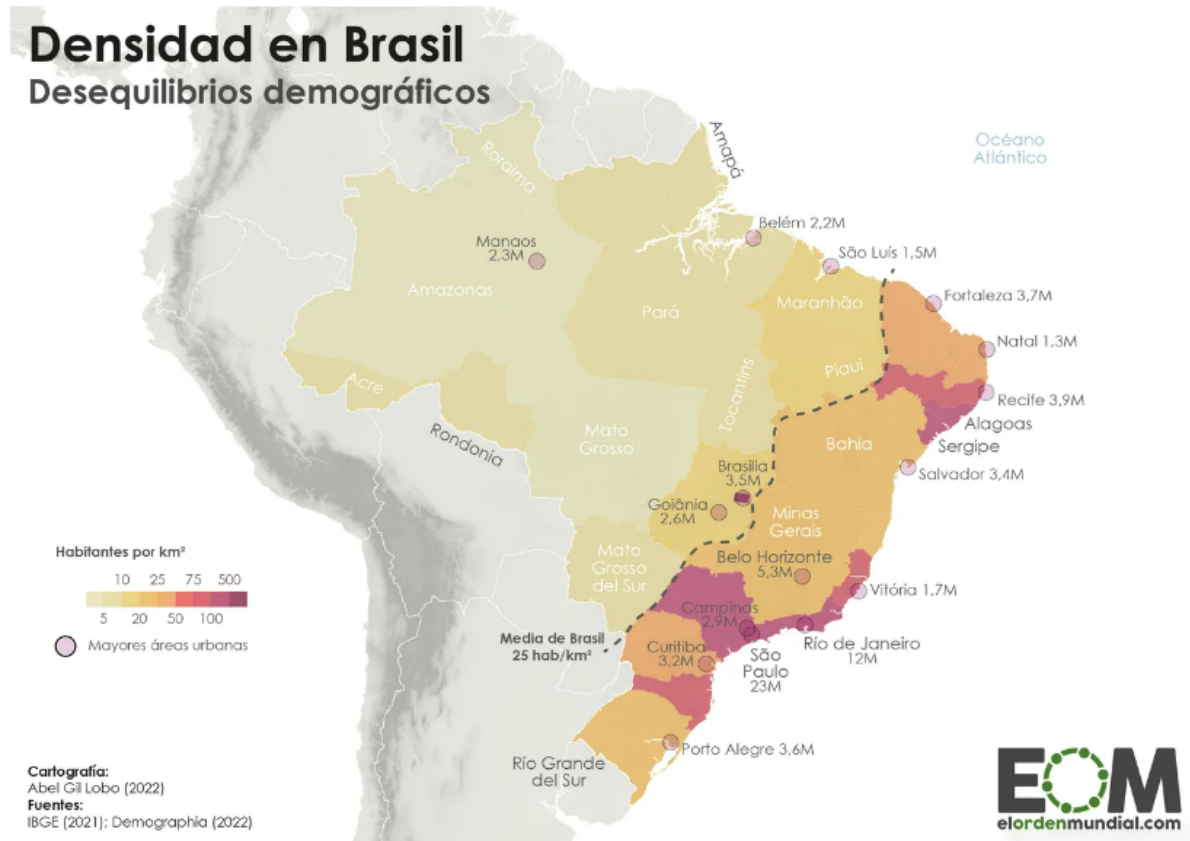 Densidad en Brasil
Desequilibrios demográficos
Océano
Atlántico
Amapá
Roraima
Manaos
2,3M
Amazonas
Belém 2,2M
São Luís 1,5M
Pará
Maranhão
Fortaleza 3,7M
Natal 1,3M
Piauí
Acre
Tocantins
Recife 3,9M
Alagoas
Sergipe
Rondonia
Mato
Grosso
Bahía
Brasilia
3,5M
Salvador 3,4M
Goiânia
2,6M
Minas
Gerais
Mato
Grosso
del Sur
Belo Horizonte
5,3M
Vitória 1,7M
Campinas
2,9M
Media de Brasil
25 hab/km²
Curitiba
3,2M
São
Paulo
23M
Río de Janeiro
12M
Porto Alegre 3,6M
Río Grande
del Sur
Habitantes por km²
10 25 75 500
5 20 50 100
Mayores áreas urbanas
Cartografía:
Abel Gil Lobo (2022)
Fuentes:
IBGE (2021); Demographia (2022)
EOM
elordenmundial.com